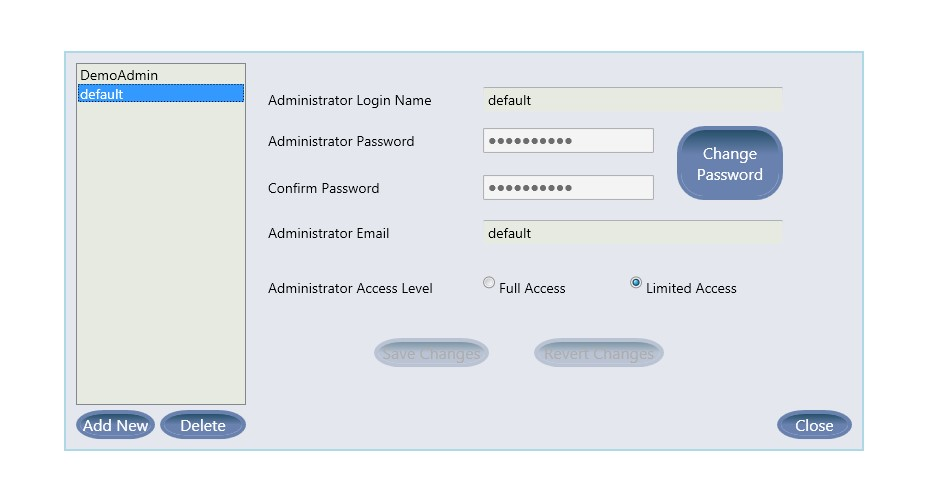 DemoAdmin
default
Administrator Login Name default
Administrator Password ●●●●●●●●●●
Change
Password
Confirm Password ●●●●●●●●●●
Administrator Email default
Administrator Access Level Full Access Limited Access
Save Changes Revert Changes
Add New Delete Close